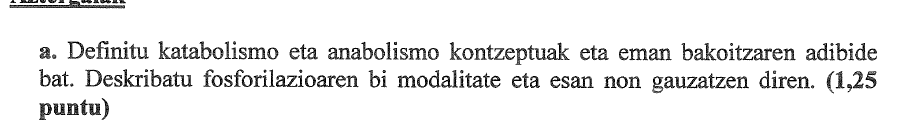 a. Definitu katabolismo eta anabolismo kontzeptuak eta eman bakoitzaren adibide
bat. Deskribatu fosforilazioaren bi modalitate eta esan non gauzatzen diren. (1,25
puntu)